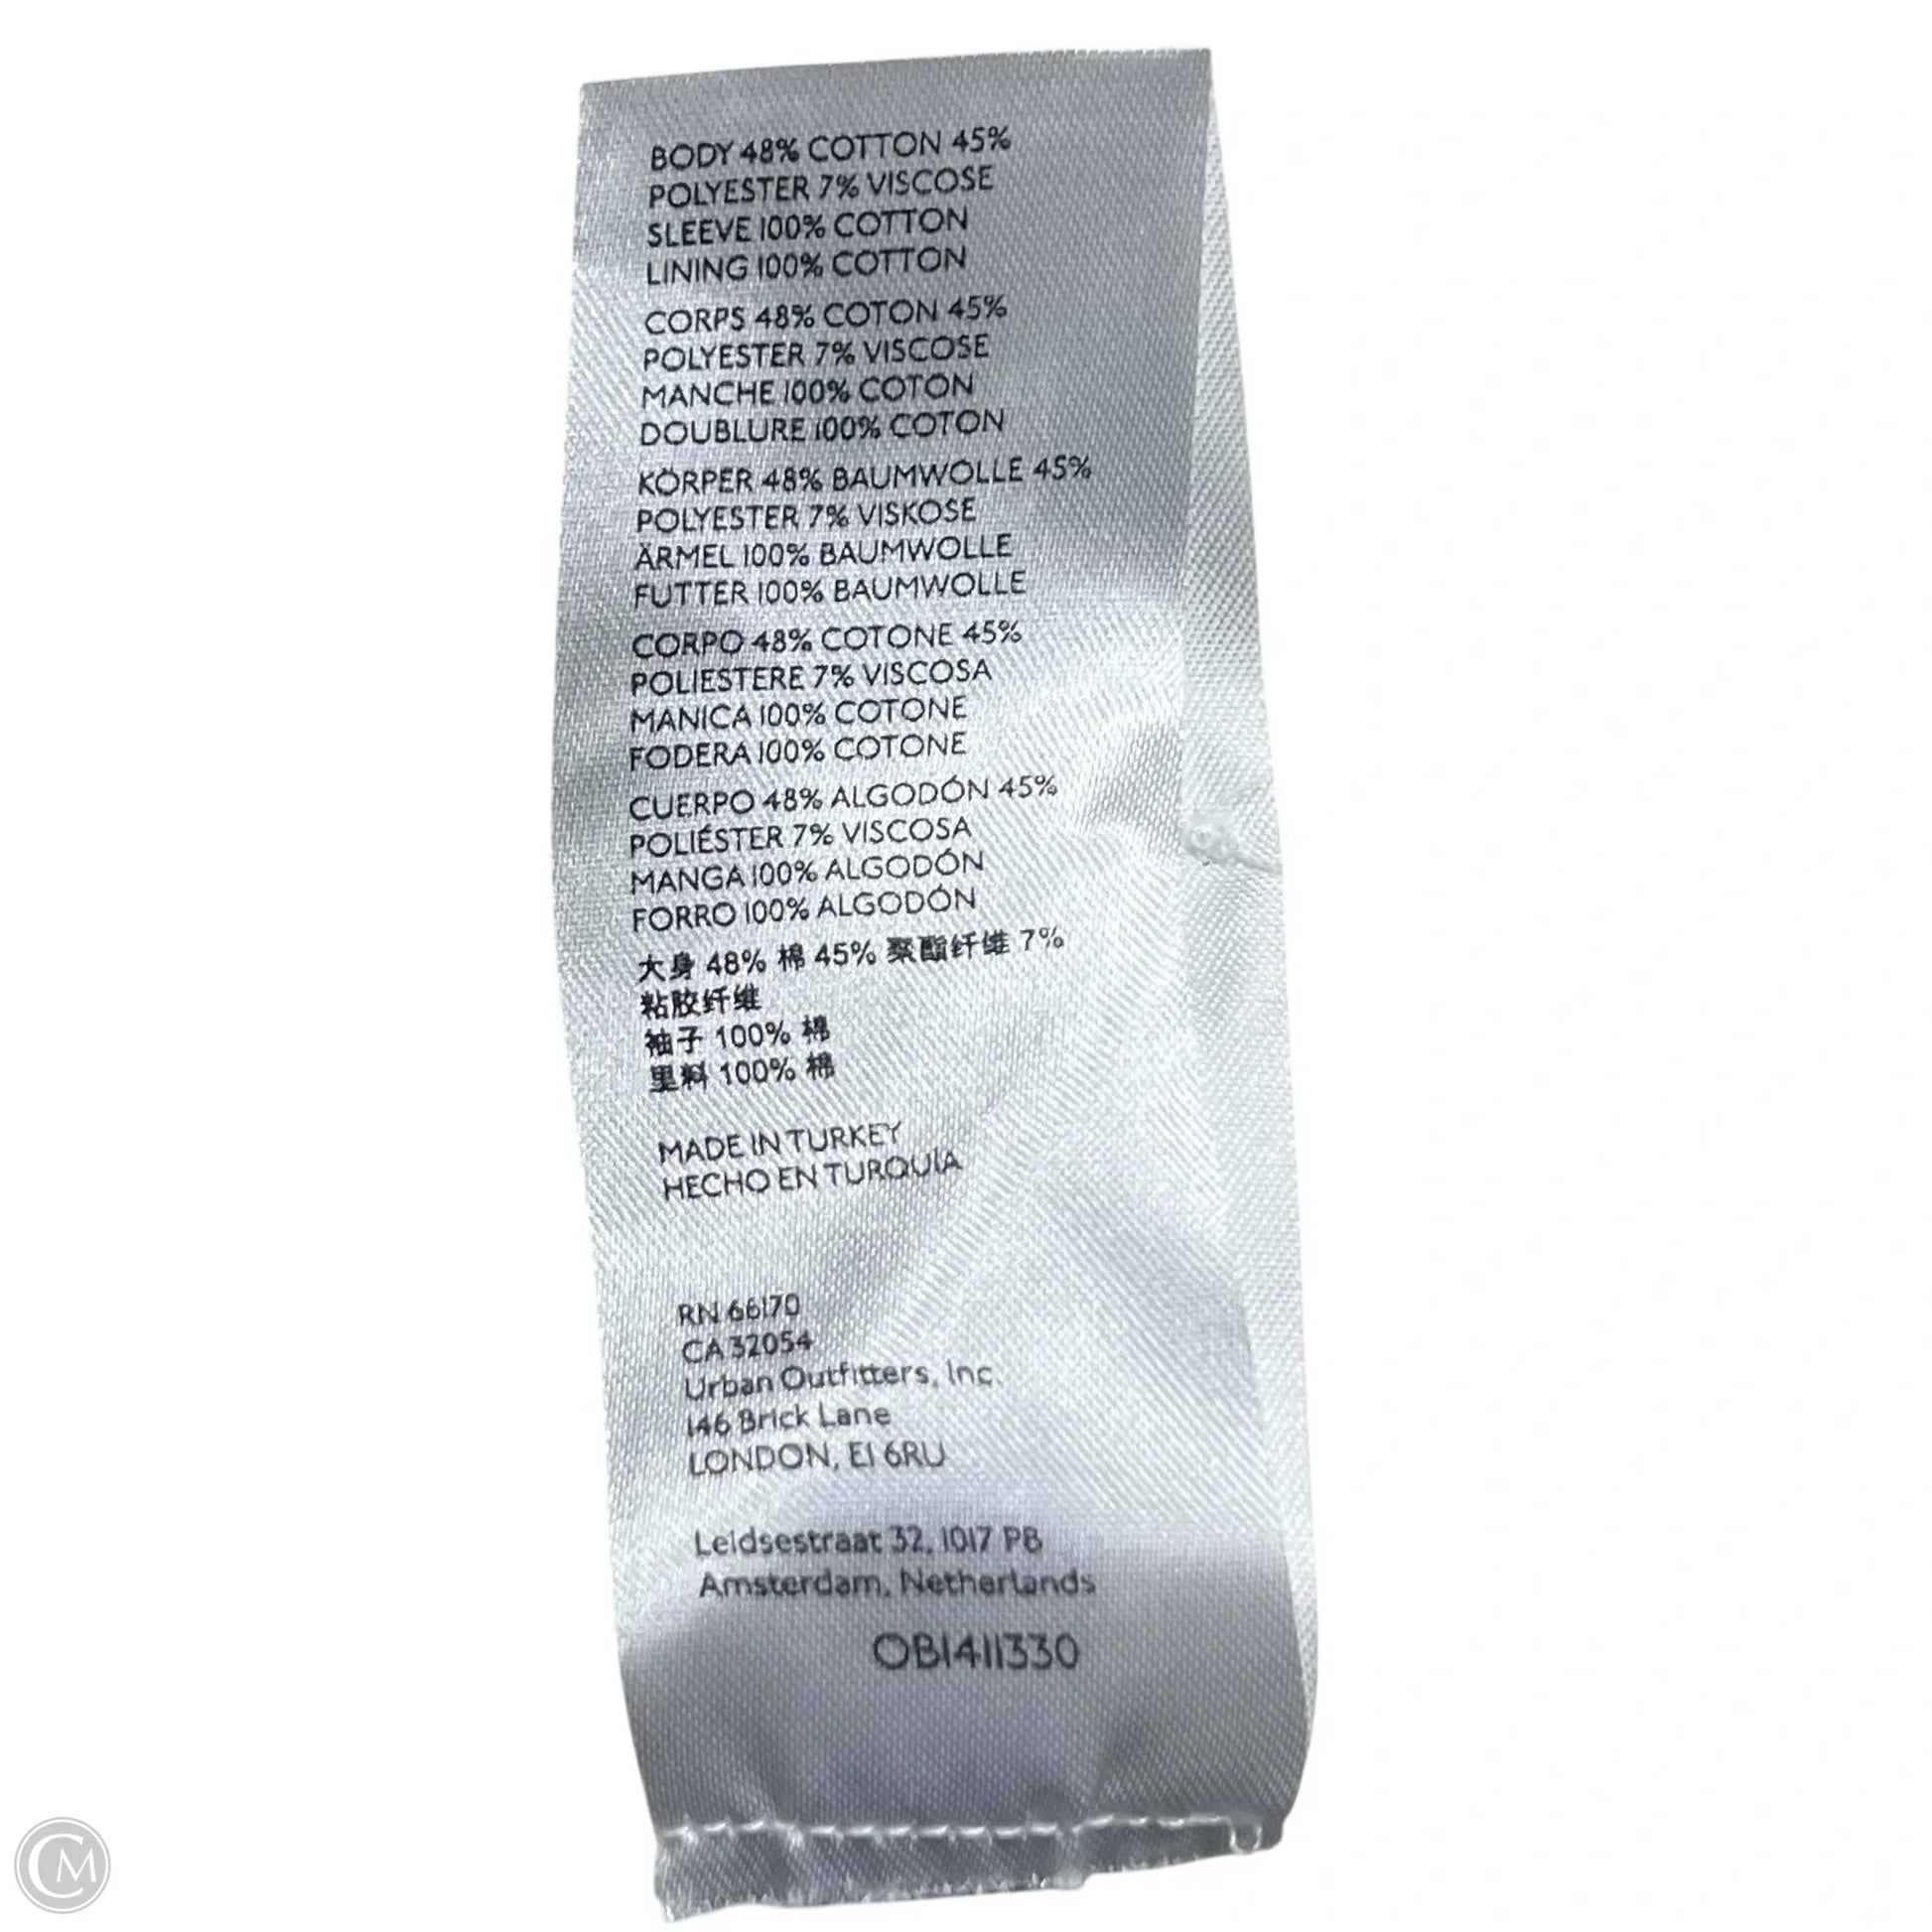 BODY 48% COTTON 45%
POLYESTER 7% VISCOSE
SLEEVE 100% COTTON
LINING 100% COTTON
CORPS 48% COTON 45%
POLYESTER 7% VISCOSE
MANCHE 100% COTON
DOUBLURE 100% COTON
KÖRPER 48% BAUMWOLLE 45%
POLYESTER 7% VISKOSE
ÄRMEL 100% BAUMWOLLE
FUTTER 100% BAUMWOLLE
CORPO 48% COTONE 45%
POLIESTERE 7% VISCOSA
MANICA 100% COTONE
FODERA 100% COTONE
CUERPO 48% ALGODÓN 45%
POLIÉSTER 7% VISCOSA
MANGA 100% ALGODÓN
FORRO 100% ALGODÓN
大身 48% 棉 45% 聚酯纤维 7%
粘胶纤维
袖子 100% 棉
里料 100% 棉
MADE IN TURKEY
HECHO EN TURQUÍA
RN 66170
CA 32054
Urban Outfitters, Inc.
146 Brick Lane
LONDON, E1 6RU
Leidsestraat 32, 1017 PB
Amsterdam, Netherlands
OB1411330
CM